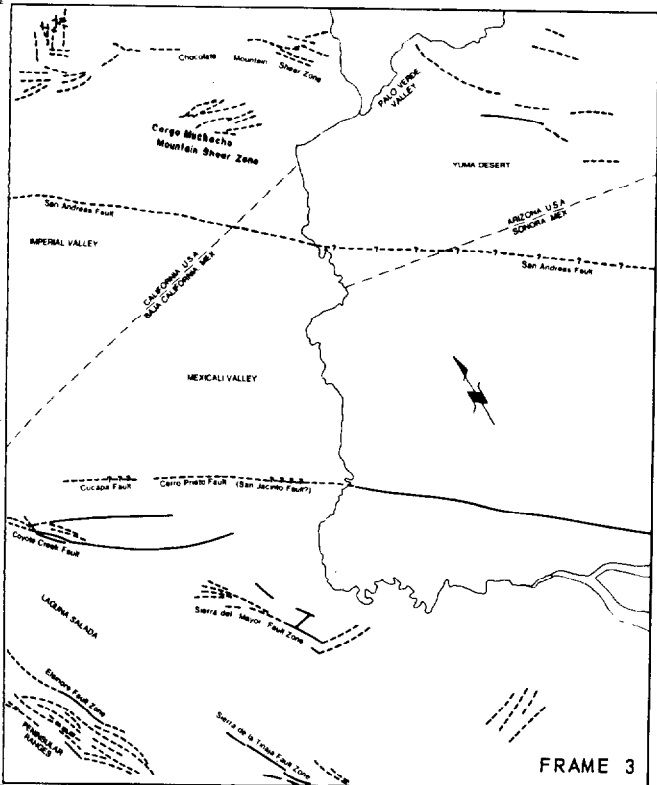 Chocolate Mountain Shear Zone
PALO VERDE
VALLEY
Cargo Muchacho
Mountain Shear Zone
YUMA DESERT
San Andreas Fault
ARIZONA U.S.A
SONORA MEX
IMPERIAL VALLEY
San Andreas Fault
CALIFORNIA U.S.A
BAJA CALIFORNIA MEX
MEXICALI VALLEY
Cucapa Fault
Cerro Prieto Fault
(San Jacinto Fault?)
Coyote Creek Fault
LAGUNA SALADA
Sierra del Mayor Fault Zone
Elsinore Fault Zone
PENINSULAR
RANGES
Sierra de la Tinaja Fault Zone
FRAME 3